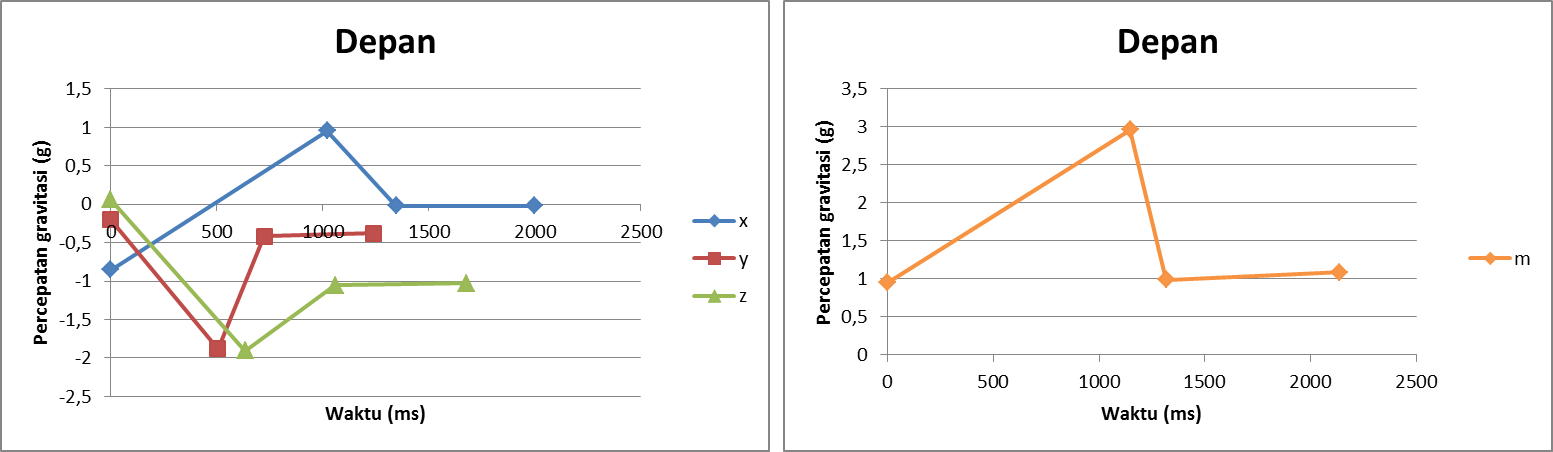 Depan
Percepatan gravitasi (g)
1,5
1
0,5
0
-0,5
-1
-1,5
-2
-2,5
0 500 1000 1500 2000 2500
Waktu (ms)
x
y
z
Depan
Percepatan gravitasi (g)
3,5
3
2,5
2
1,5
1
0,5
0
0 500 1000 1500 2000 2500
Waktu (ms)
m